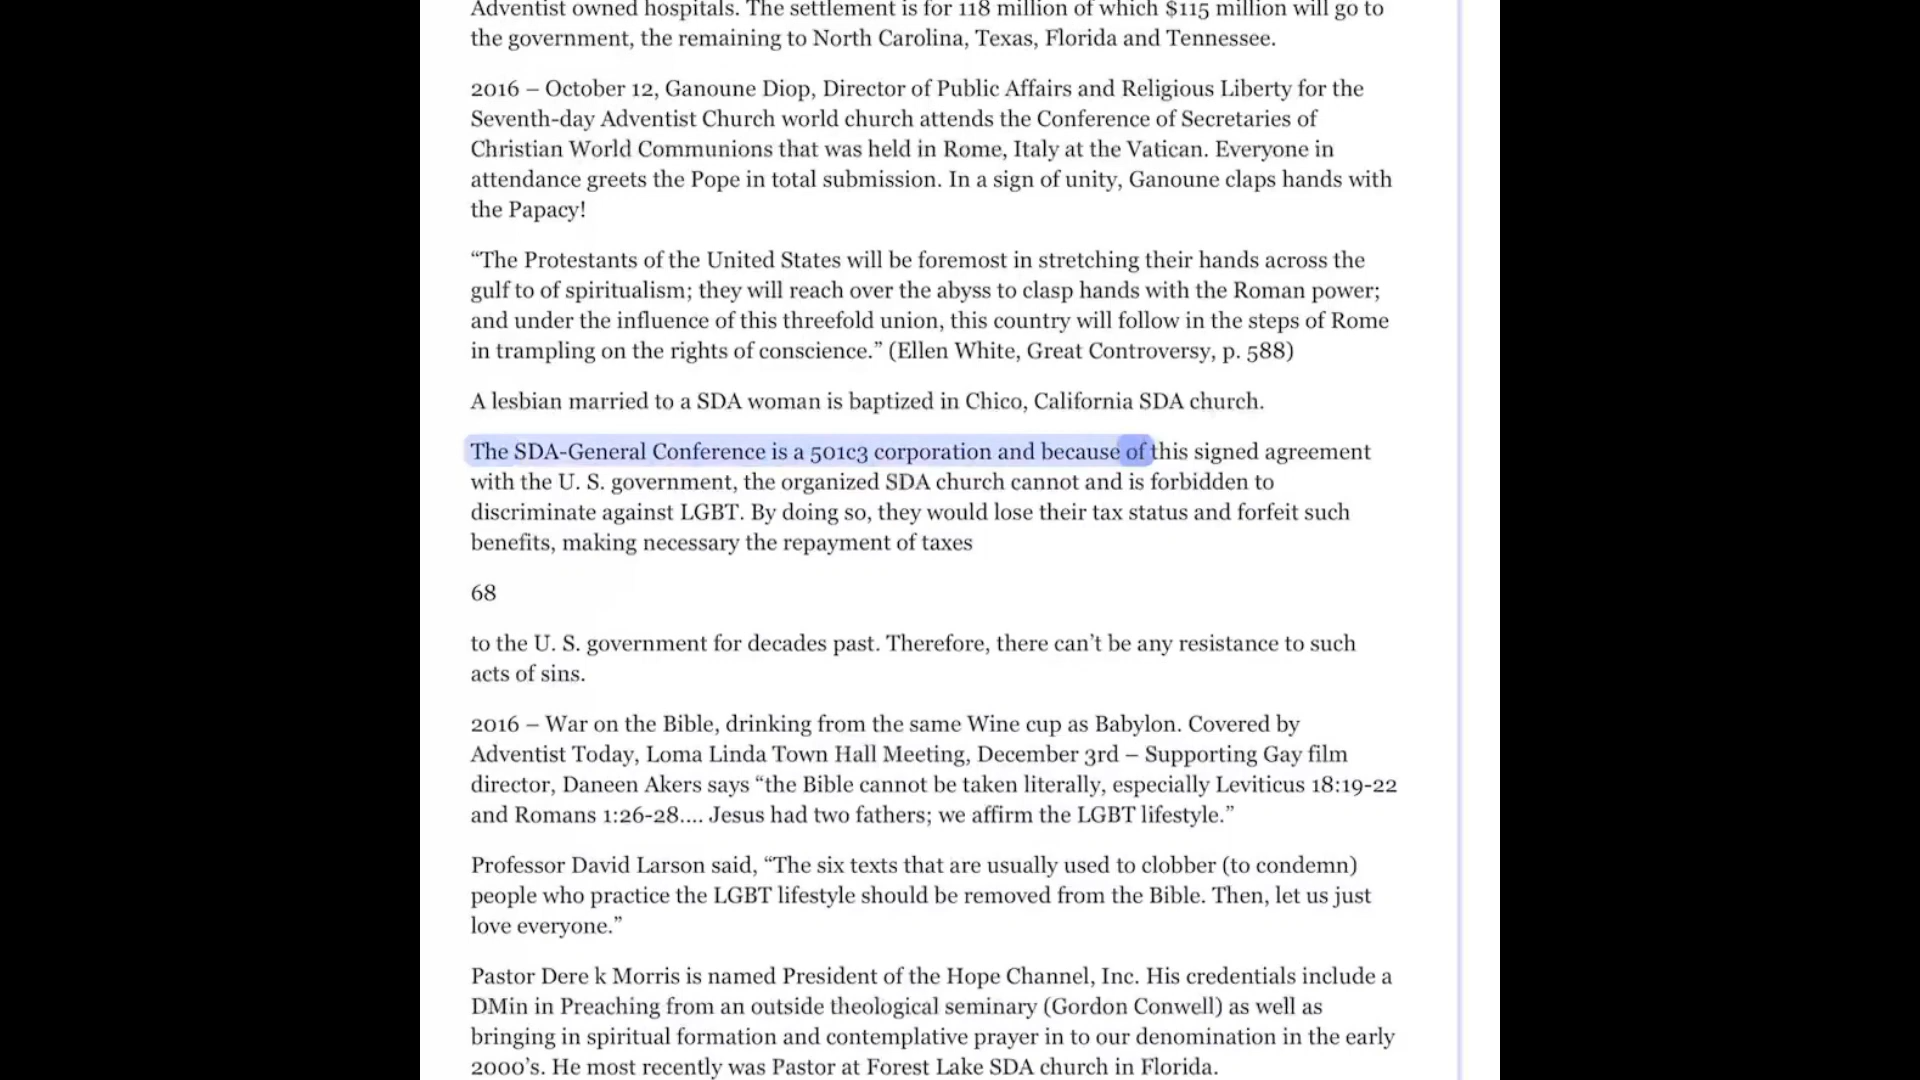 Adventist owned hospitals. The settlement is for 118 million of which $115 million will go to
the government, the remaining to North Carolina, Texas, Florida and Tennessee.
2016 – October 12, Ganoune Diop, Director of Public Affairs and Religious Liberty for the
Seventh-day Adventist Church world church attends the Conference of Secretaries of
Christian World Communions that was held in Rome, Italy at the Vatican. Everyone in
attendance greets the Pope in total submission. In a sign of unity, Ganoune claps hands with
the Papacy!
“The Protestants of the United States will be foremost in stretching their hands across the
gulf to of spiritualism; they will reach over the abyss to clasp hands with the Roman power;
and under the influence of this threefold union, this country will follow in the steps of Rome
in trampling on the rights of conscience.” (Ellen White, Great Controversy, p. 588)
A lesbian married to a SDA woman is baptized in Chico, California SDA church.
The SDA-General Conference is a 501c3 corporation and because of this signed agreement
with the U. S. government, the organized SDA church cannot and is forbidden to
discriminate against LGBT. By doing so, they would lose their tax status and forfeit such
benefits, making necessary the repayment of taxes
68
to the U. S. government for decades past. Therefore, there can’t be any resistance to such
acts of sins.
2016 – War on the Bible, drinking from the same Wine cup as Babylon. Covered by
Adventist Today, Loma Linda Town Hall Meeting, December 3rd – Supporting Gay film
director, Daneen Akers says “the Bible cannot be taken literally, especially Leviticus 18:19-22
and Romans 1:26-28.... Jesus had two fathers; we affirm the LGBT lifestyle.”
Professor David Larson said, “The six texts that are usually used to clobber (to condemn)
people who practice the LGBT lifestyle should be removed from the Bible. Then, let us just
love everyone.”
Pastor Dere k Morris is named President of the Hope Channel, Inc. His credentials include a
DMin in Preaching from an outside theological seminary (Gordon Conwell) as well as
bringing in spiritual formation and contemplative prayer in to our denomination in the early
2000’s. He most recently was Pastor at Forest Lake SDA church in Florida.